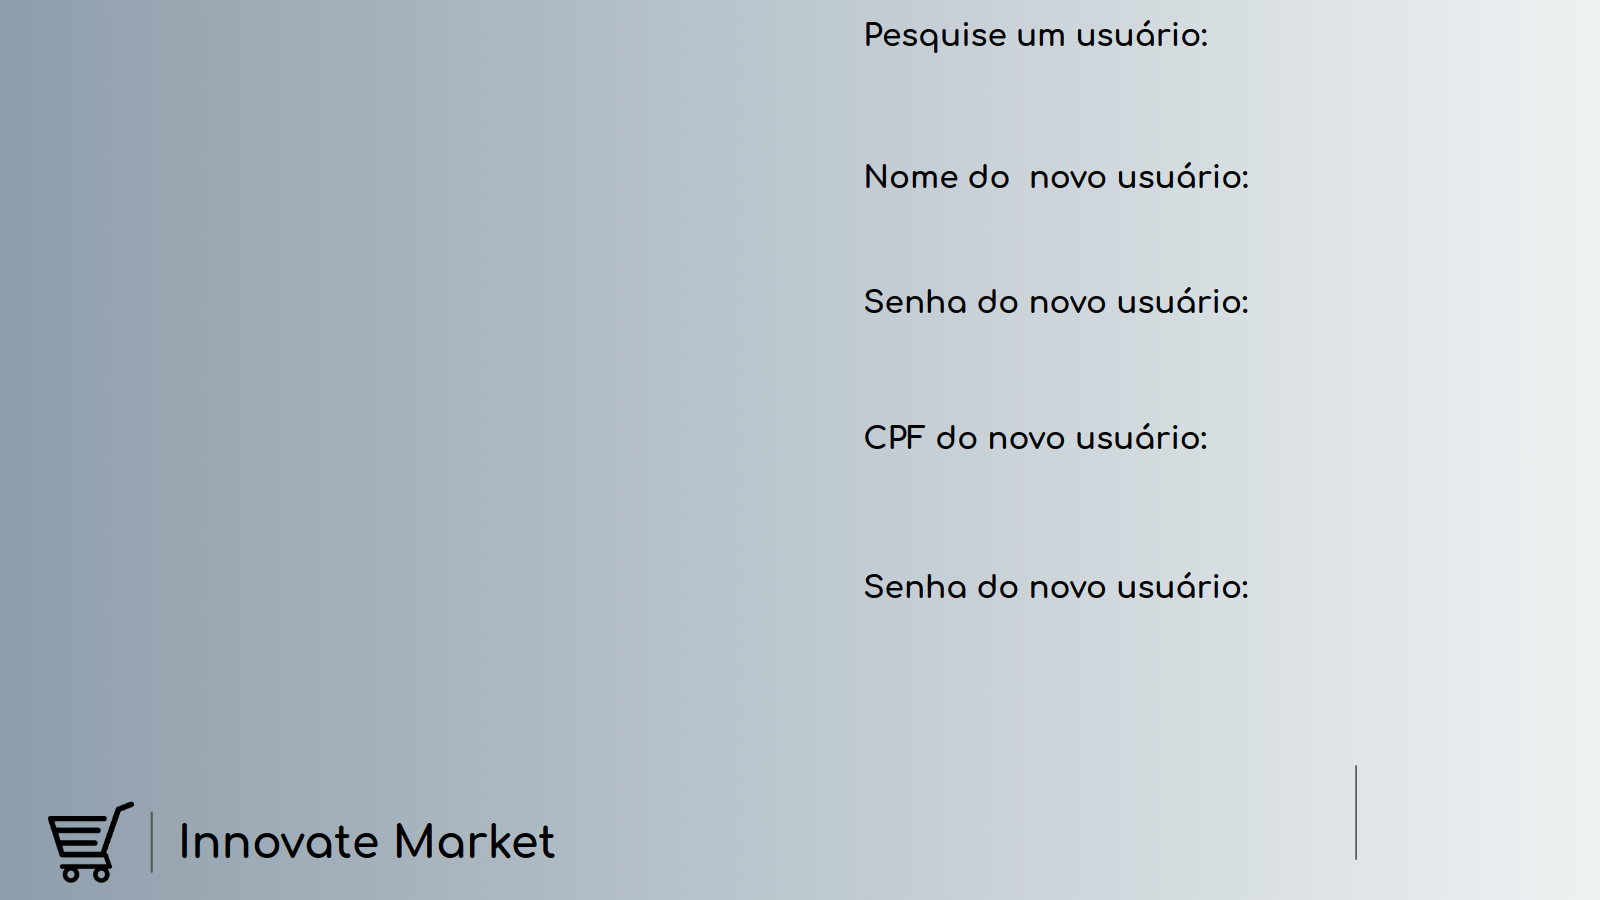 Pesquise um usuário:
Nome do  novo usuário:
Senha do novo usuário:
CPF do novo usuário:
Senha do novo usuário:
Innovate Market